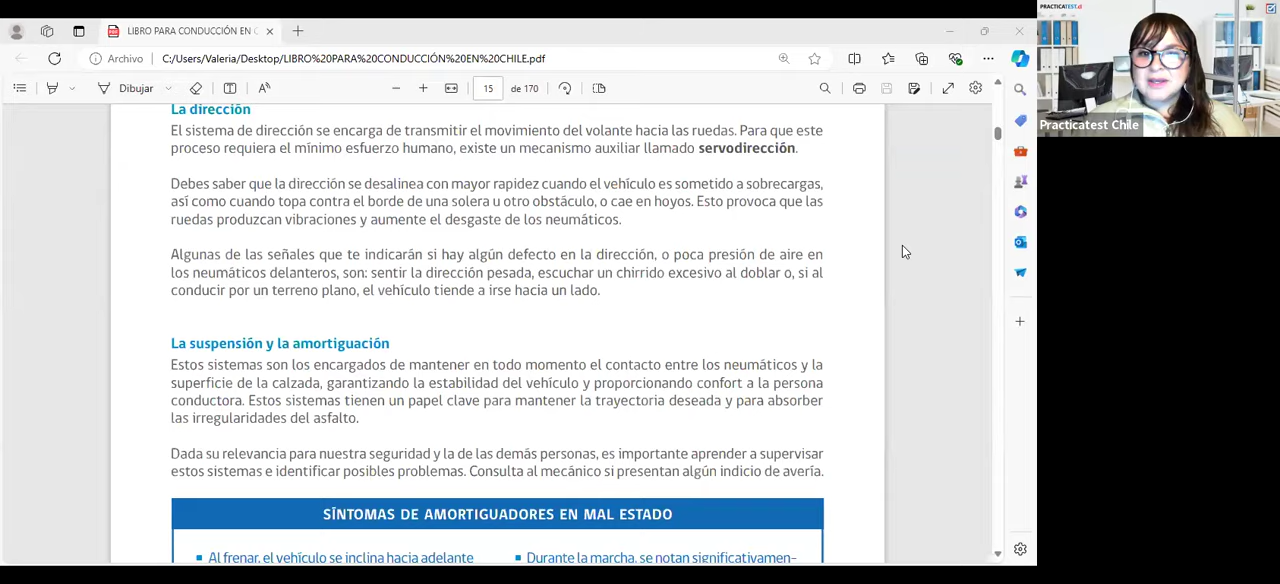 LIBRO PARA CONDUCCIÓN EN C
Archivo
C:/Users/Valeria/Desktop/LIBRO%20PARA%20CONDUCCIÓN%20EN%20CHILE.pdf
Dibujar
15 de 170
PRACTICATEST.cl
Practicatest Chile
La dirección
El sistema de dirección se encarga de transmitir el movimiento del volante hacia las ruedas. Para que este
proceso requiera el mínimo esfuerzo humano, existe un mecanismo auxiliar llamado servodirección.
Debes saber que la dirección se desalinea con mayor rapidez cuando el vehículo es sometido a sobrecargas,
así como cuando topa contra el borde de una solera u otro obstáculo, o cae en hoyos. Esto provoca que las
ruedas produzcan vibraciones y aumente el desgaste de los neumáticos.
Algunas de las señales que te indicarán si hay algún defecto en la dirección, o poca presión de aire en
los neumáticos delanteros, son: sentir la dirección pesada, escuchar un chirrido excesivo al doblar o, si al
conducir por un terreno plano, el vehículo tiende a irse hacia un lado.
La suspensión y la amortiguación
Estos sistemas son los encargados de mantener en todo momento el contacto entre los neumáticos y la
superficie de la calzada, garantizando la estabilidad del vehículo y proporcionando confort a la persona
conductora. Estos sistemas tienen un papel clave para mantener la trayectoria deseada y para absorber
las irregularidades del asfalto.
Dada su relevancia para nuestra seguridad y la de las demás personas, es importante aprender a supervisar
estos sistemas e identificar posibles problemas. Consulta al mecánico si presentan algún indicio de avería.
SÍNTOMAS DE AMORTIGUADORES EN MAL ESTADO
▪ Al frenar, el vehículo se inclina hacia adelante
▪ Durante la marcha, se notan significativamen-